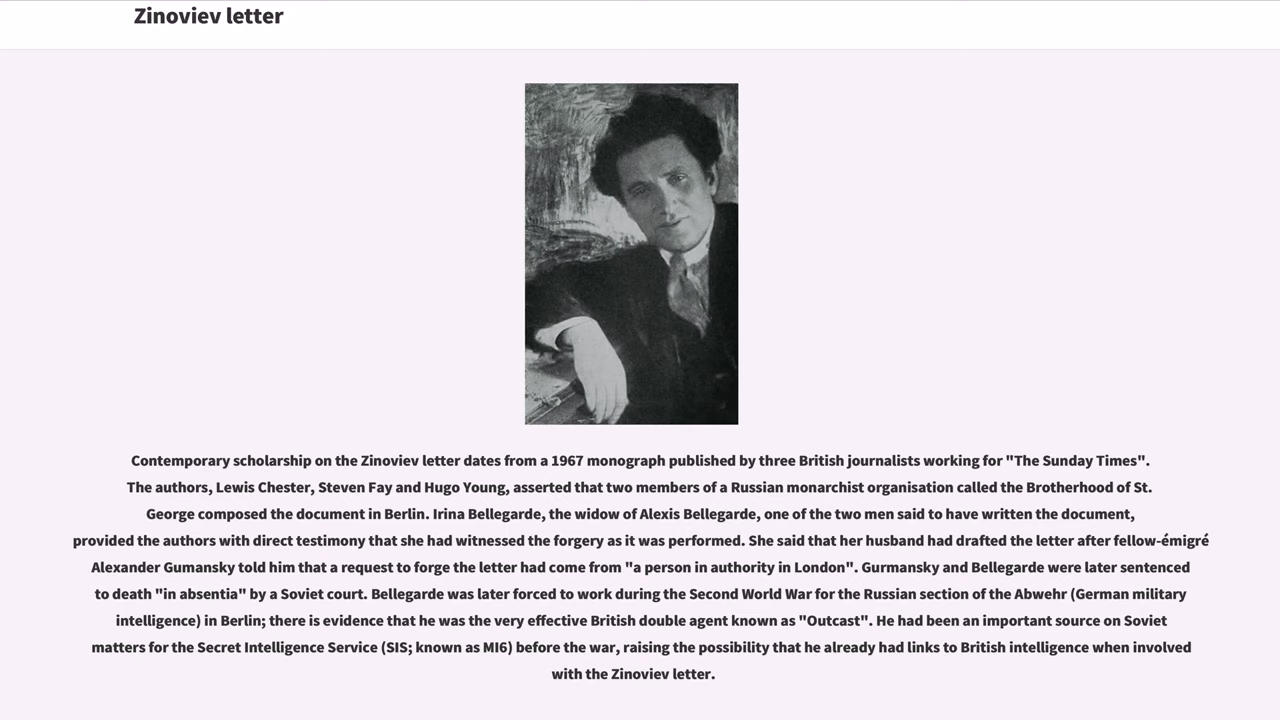 Zinoviev letter
Contemporary scholarship on the Zinoviev letter dates from a 1967 monograph published by three British journalists working for "The Sunday Times".
The authors, Lewis Chester, Steven Fay and Hugo Young, asserted that two members of a Russian monarchist organisation called the Brotherhood of St.
George composed the document in Berlin. Irina Bellegarde, the widow of Alexis Bellegarde, one of the two men said to have written the document,
provided the authors with direct testimony that she had witnessed the forgery as it was performed. She said that her husband had drafted the letter after fellow-émigré
Alexander Gumansky told him that a request to forge the letter had come from "a person in authority in London". Gurmansky and Bellegarde were later sentenced
to death "in absentia" by a Soviet court. Bellegarde was later forced to work during the Second World War for the Russian section of the Abwehr (German military
intelligence) in Berlin; there is evidence that he was the very effective British double agent known as "Outcast". He had been an important source on Soviet
matters for the Secret Intelligence Service (SIS; known as MI6) before the war, raising the possibility that he already had links to British intelligence when involved
with the Zinoviev letter.